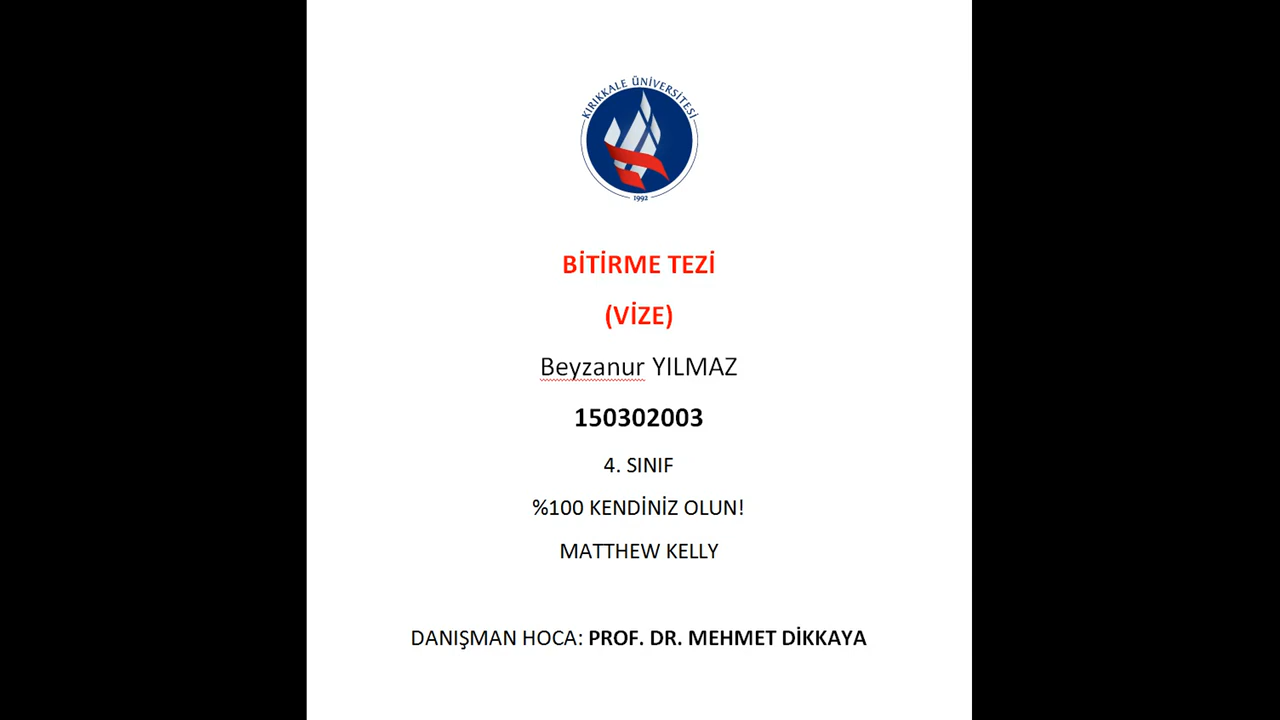 KIRIKKALE ÜNİVERSİTESİ
1992
BİTİRME TEZİ
(VİZE)
Beyzanur YILMAZ
150302003
4. SINIF
%100 KENDİNİZ OLUN!
MATTHEW KELLY
DANIŞMAN HOCA: PROF. DR. MEHMET DİKKAYA